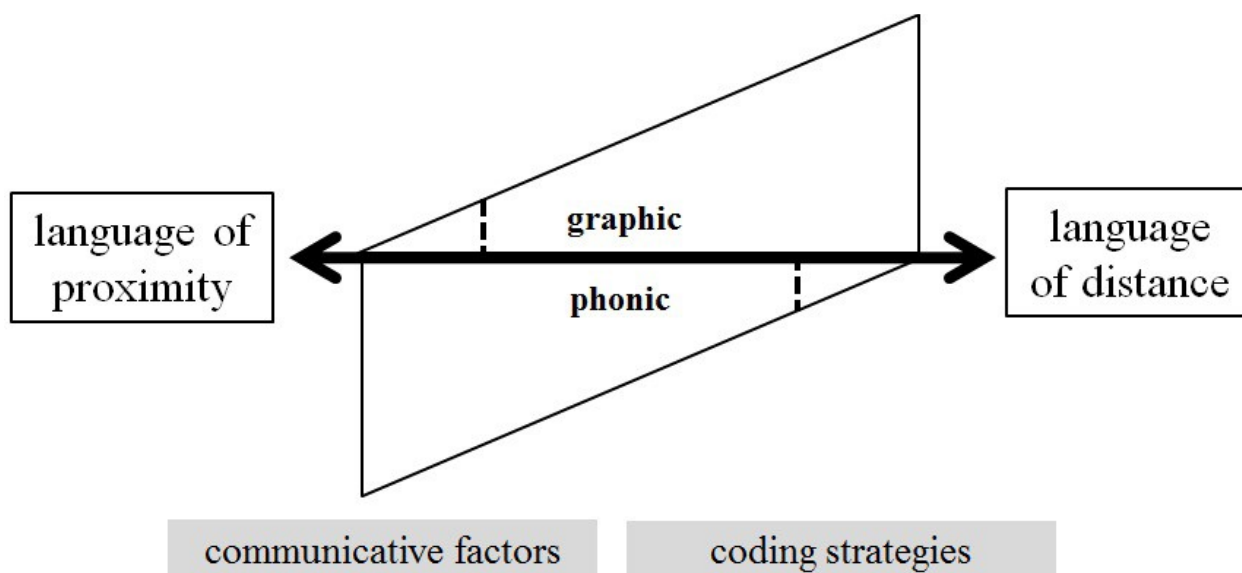 graphic
language of
proximity
language
of distance
phonic
communicative factors
coding strategies